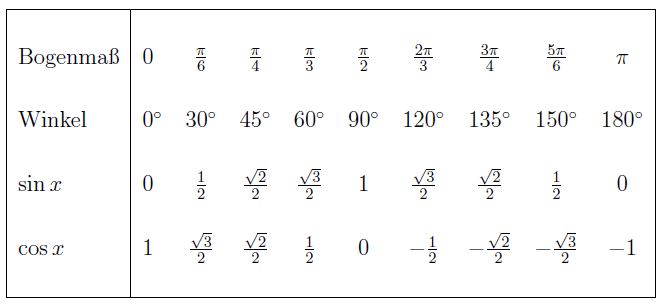 Bogenmaß 0 π/6 π/4 π/3 π/2 2π/3 3π/4 5π/6 π
Winkel 0° 30° 45° 60° 90° 120° 135° 150° 180°
sin x 0 1/2 √2/2 √3/2 1 √3/2 √2/2 1/2 0
cos x 1 √3/2 √2/2 1/2 0 −1/2 −√2/2 −√3/2 −1